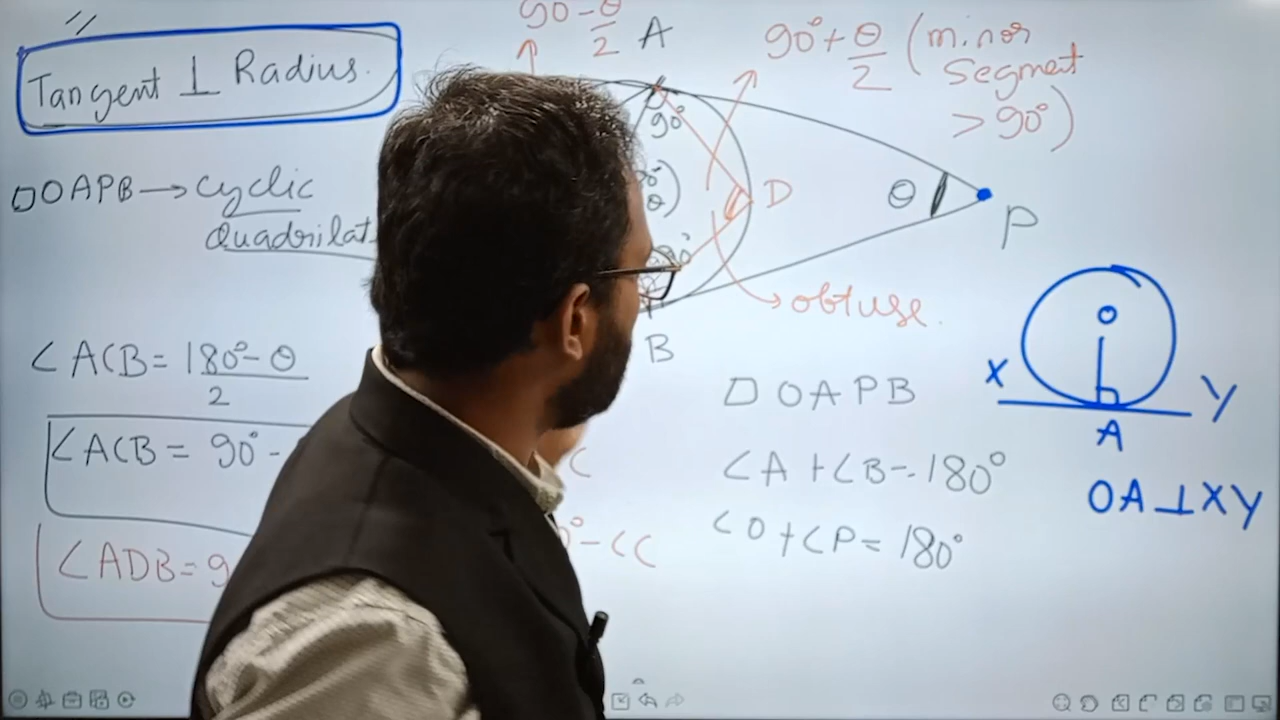 Tangent ⊥ Radius.
□OAPB → Cyclic
quadrilat
∠ACB = 180° - θ
2
∠ACB = 90° -
∠ADB = 9
90 - θ
2
A
90° + θ
2
(minor
Segment
> 90°)
90°
D
θ
P
obtuse.
B
□ OAPB
∠A + ∠B - 180°
∠O + ∠P = 180°
C
° - ∠C
O
X
Y
A
OA ⊥ XY